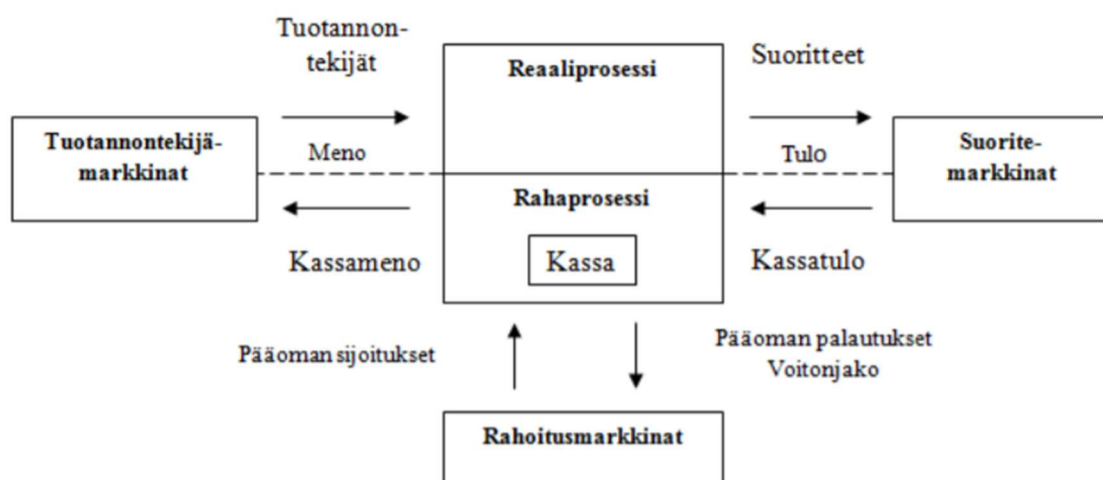 Tuotannon-
tekijät
Reaaliprosessi
Suoritteet
Tuotannontekijä-
markkinat
Meno
Tulo
Suorite-
markkinat
Rahaprosessi
Kassameno
Kassa
Kassatulo
Pääoman sijoitukset
Pääoman palautukset
Voitonjako
Rahoitusmarkkinat